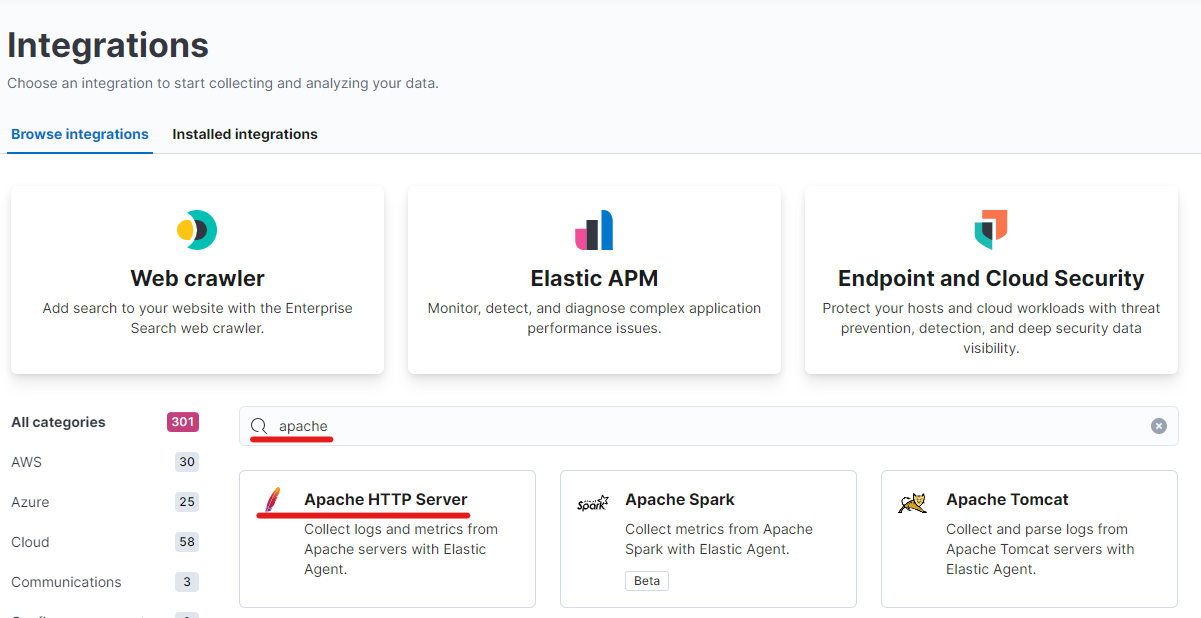 Integrations
Choose an integration to start collecting and analyzing your data.
Browse integrations
Installed integrations
Web crawler
Add search to your website with the Enterprise
Search web crawler.
Elastic APM
Monitor, detect, and diagnose complex application
performance issues.
Endpoint and Cloud Security
Protect your hosts and cloud workloads with threat
prevention, detection, and deep security data
visibility.
All categories 301
AWS 30
Azure 25
Cloud 58
Communications 3
apache
Apache HTTP Server
Collect logs and metrics from
Apache servers with Elastic
Agent.
Spark
Apache Spark
Collect metrics from Apache
Spark with Elastic Agent.
Beta
Apache Tomcat
Collect and parse logs from
Apache Tomcat servers with
Elastic Agent.